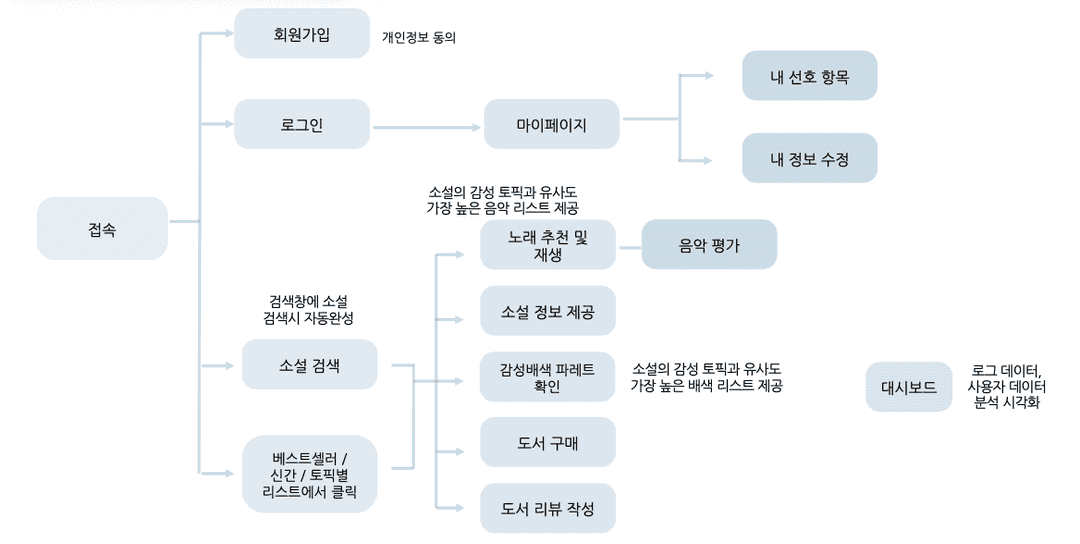 회원가입
개인정보 동의
로그인
마이페이지
내 선호 항목
내 정보 수정
접속
소설의 감성 토픽과 유사도
가장 높은 음악 리스트 제공
노래 추천 및
재생
음악 평가
검색창에 소설
검색시 자동완성
소설 정보 제공
소설 검색
감성배색 파레트
확인
소설의 감성 토픽과 유사도
가장 높은 배색 리스트 제공
대시보드
로그 데이터,
사용자 데이터
분석 시각화
도서 구매
베스트셀러 /
신간 / 토픽별
리스트에서 클릭
도서 리뷰 작성